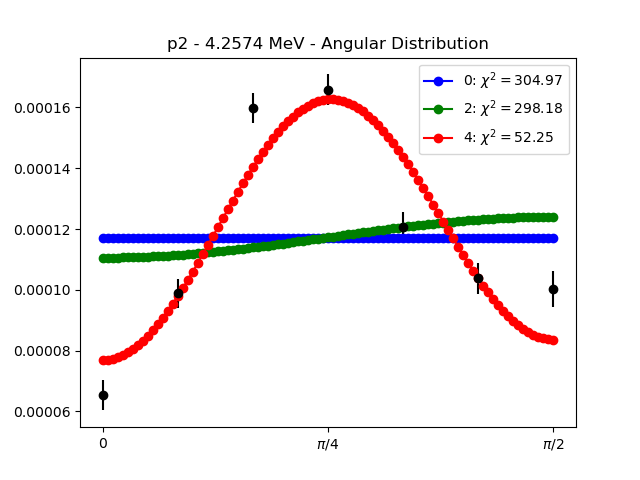 p2 - 4.2574 MeV - Angular Distribution
0: χ² = 304.97
2: χ² = 298.18
4: χ² = 52.25
0.00016
0.00014
0.00012
0.00010
0.00008
0.00006
0
π/4
π/2